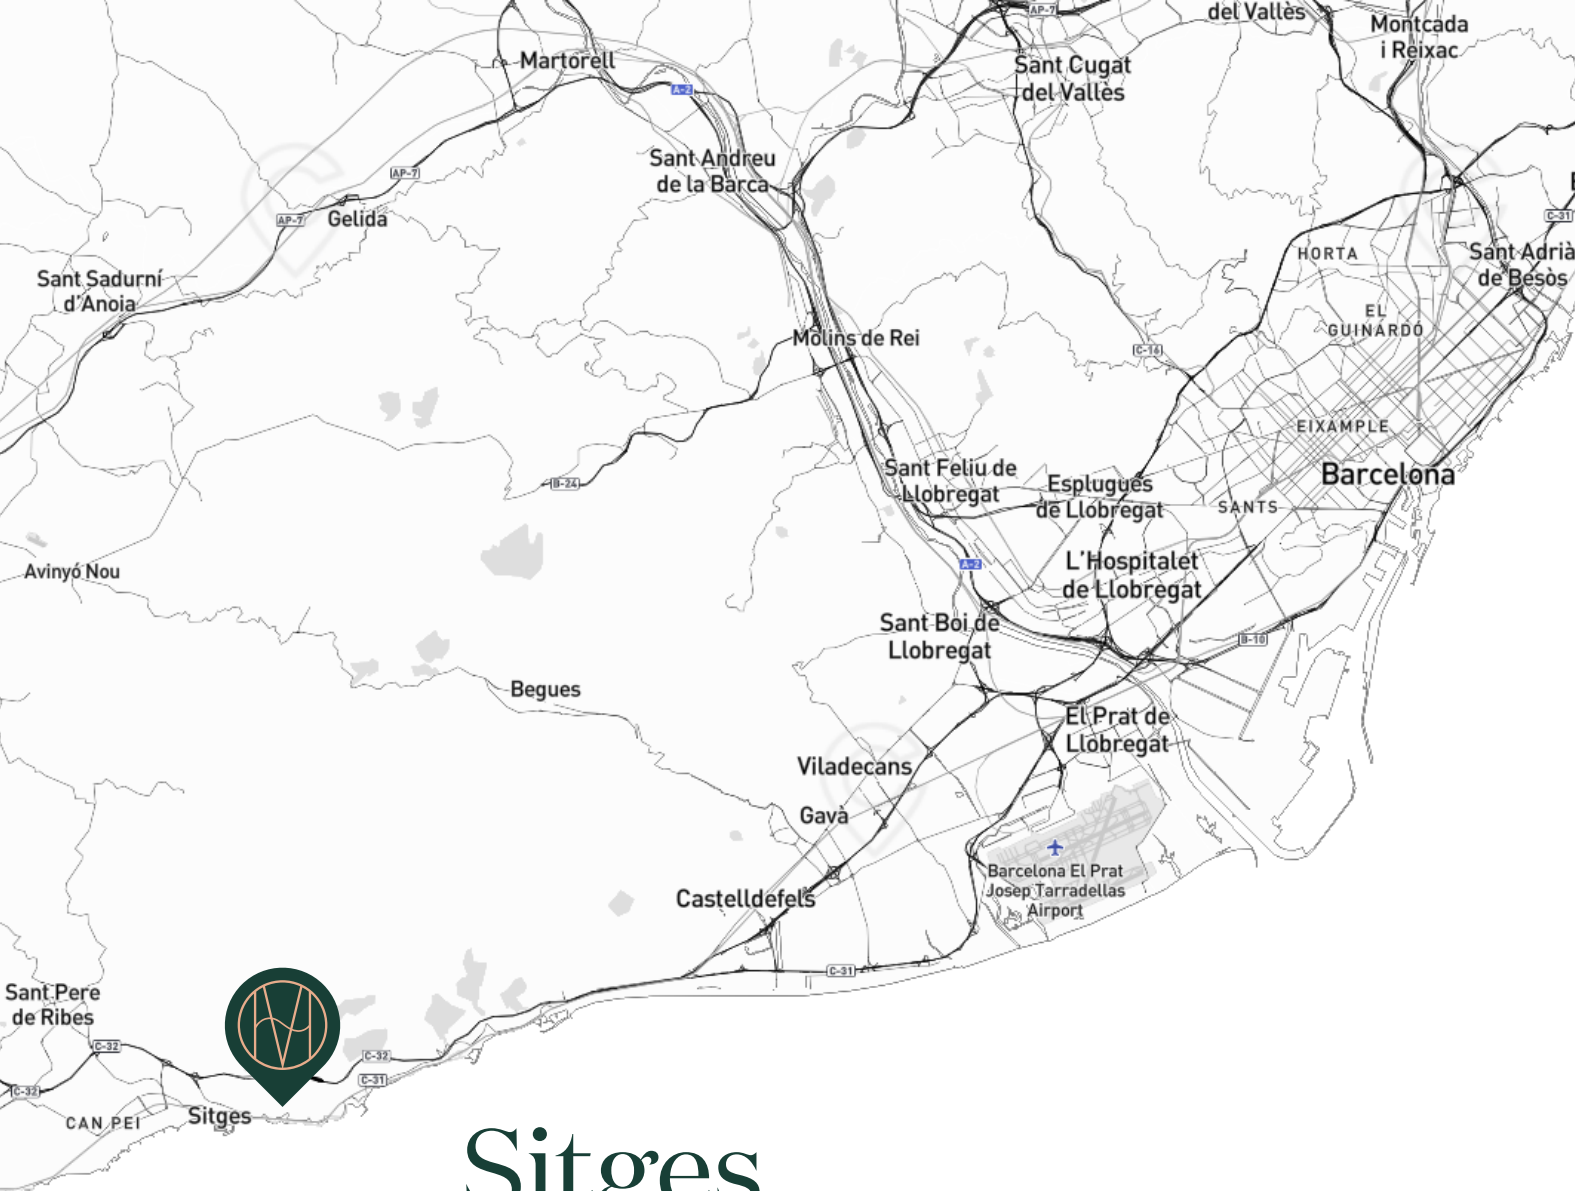 AP-7
del Vallès
Montcada
i Reixac
Martorell
Sant Cugat
del Vallès
A-2
Sant Andreu
de la Barca
AP-7
AP-7
Gelida
C-31
HORTA
Sant Adrià
de Besòs
Sant Sadurní
d'Anoia
EL
GUINARDÓ
Molins de Rei
C-16
EIXAMPLE
Barcelona
Sant Feliu de
Llobregat
Esplugues
de Llobregat
B-24
SANTS
A-2
L'Hospitalet
de Llobregat
Avinyó Nou
Sant Boi de
Llobregat
B-10
Begues
El Prat de
Llobregat
Viladecans
Gavà
Barcelona El Prat
Josep Tarradellas
Airport
Castelldefels
C-31
Sant Pere
de Ribes
C-32
C-32
C-31
C-32
CAN PEI
Sitges
Sitges